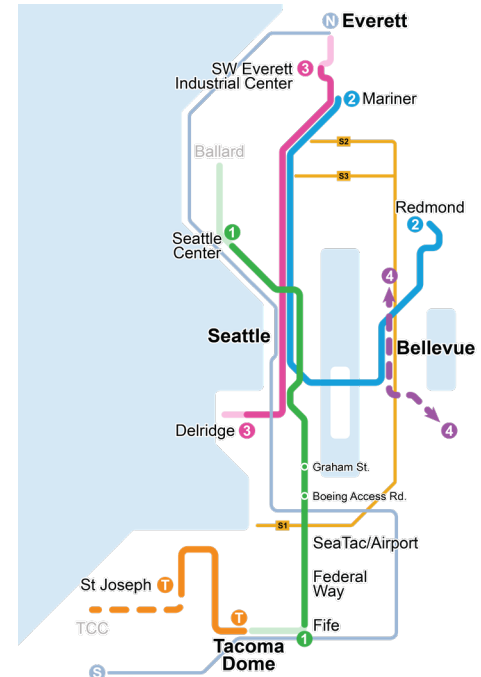 N Everett
SW Everett
Industrial Center 3
2 Mariner
S2
Ballard
S3
Redmond
2
1
Seattle
Center
4
Seattle
Bellevue
Delridge 3
4
Graham St.
Boeing Access Rd.
S1
SeaTac/Airport
Federal
Way
St Joseph T
T
Fife
TCC
1
Tacoma
Dome
S